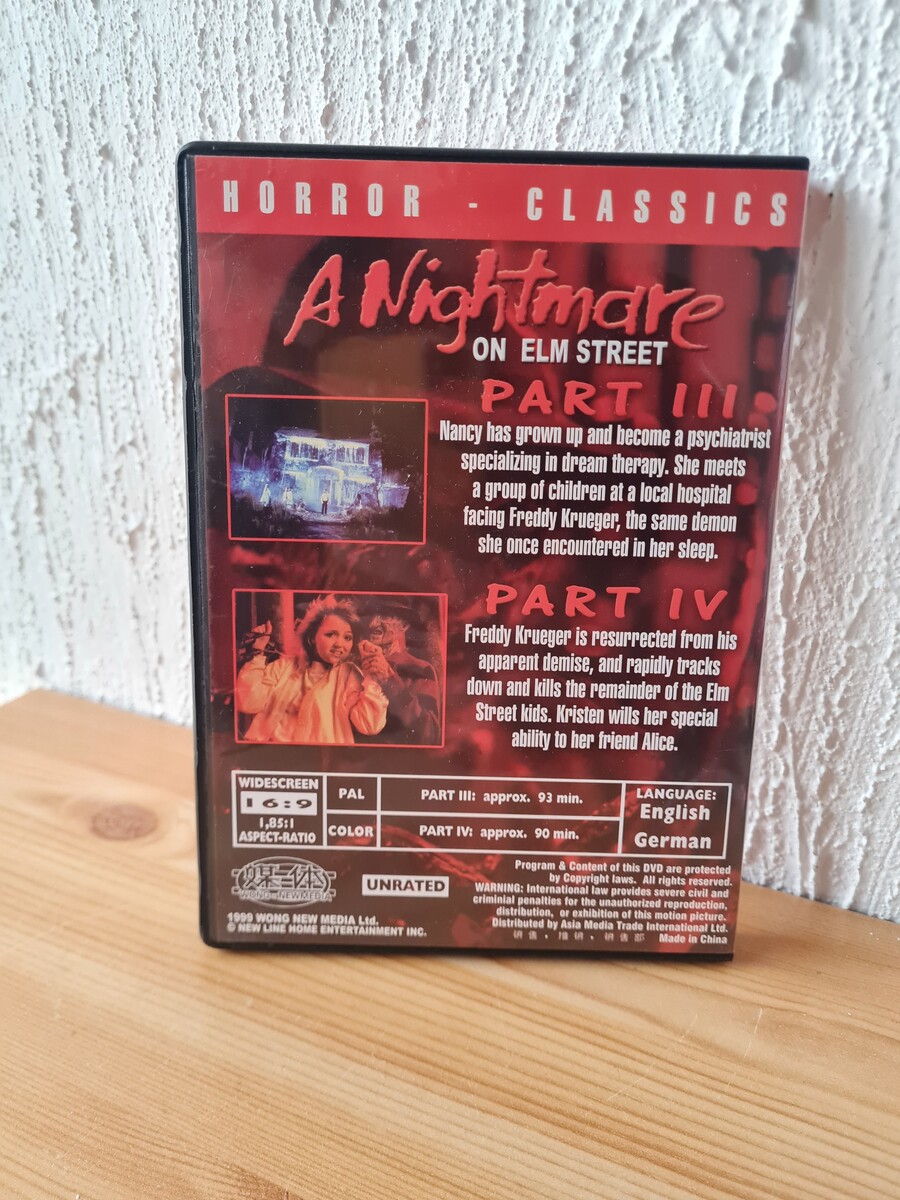 HORROR - CLASSICS
A Nightmare
ON ELM STREET
PART III
Nancy has grown up and become a psychiatrist
specializing in dream therapy. She meets
a group of children at a local hospital
facing Freddy Krueger, the same demon
she once encountered in her sleep.
PART IV
Freddy Krueger is resurrected from his
apparent demise, and rapidly tracks
down and kills the remainder of the Elm
Street kids. Kristen wills her special
ability to her friend Alice.
WIDESCREEN
16:9
1,85:1
ASPECT-RATIO
PAL
COLOR
PART III: approx. 93 min.
PART IV: approx. 90 min.
LANGUAGE:
English
German
WONG-NEWMEDIA
UNRATED
1999 WONG NEW MEDIA Ltd.
© NEW LINE HOME ENTERTAINMENT INC.
Program & Content of this DVD are protected
by Copyright laws. All rights reserved.
WARNING: International law provides severe civil and
criminal penalties for the unauthorized reproduction,
distribution, or exhibition of this motion picture.
Distributed by Asia Media Trade International Ltd.
Made in China